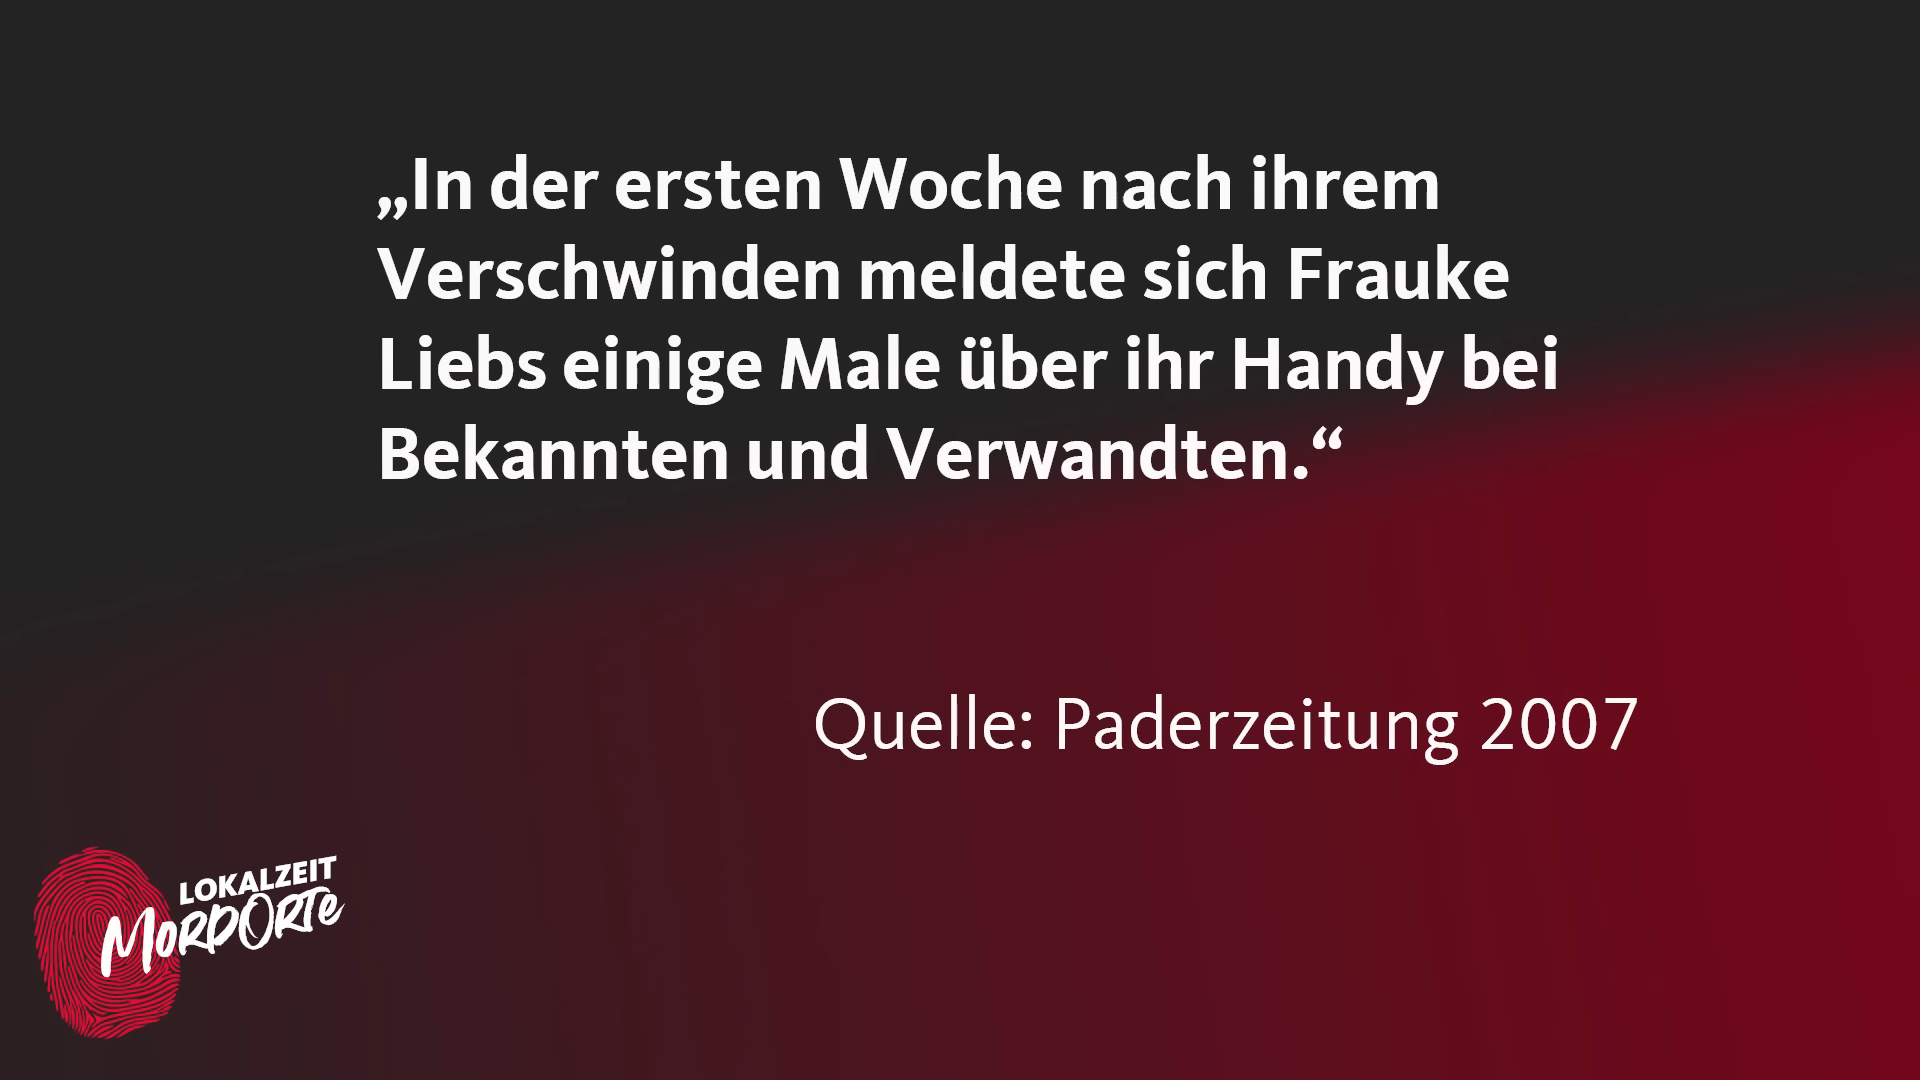 „In der ersten Woche nach ihrem
Verschwinden meldete sich Frauke
Liebs einige Male über ihr Handy bei
Bekannten und Verwandten.“
Quelle: Paderzeitung 2007
LOKALZEIT
MORDORTe